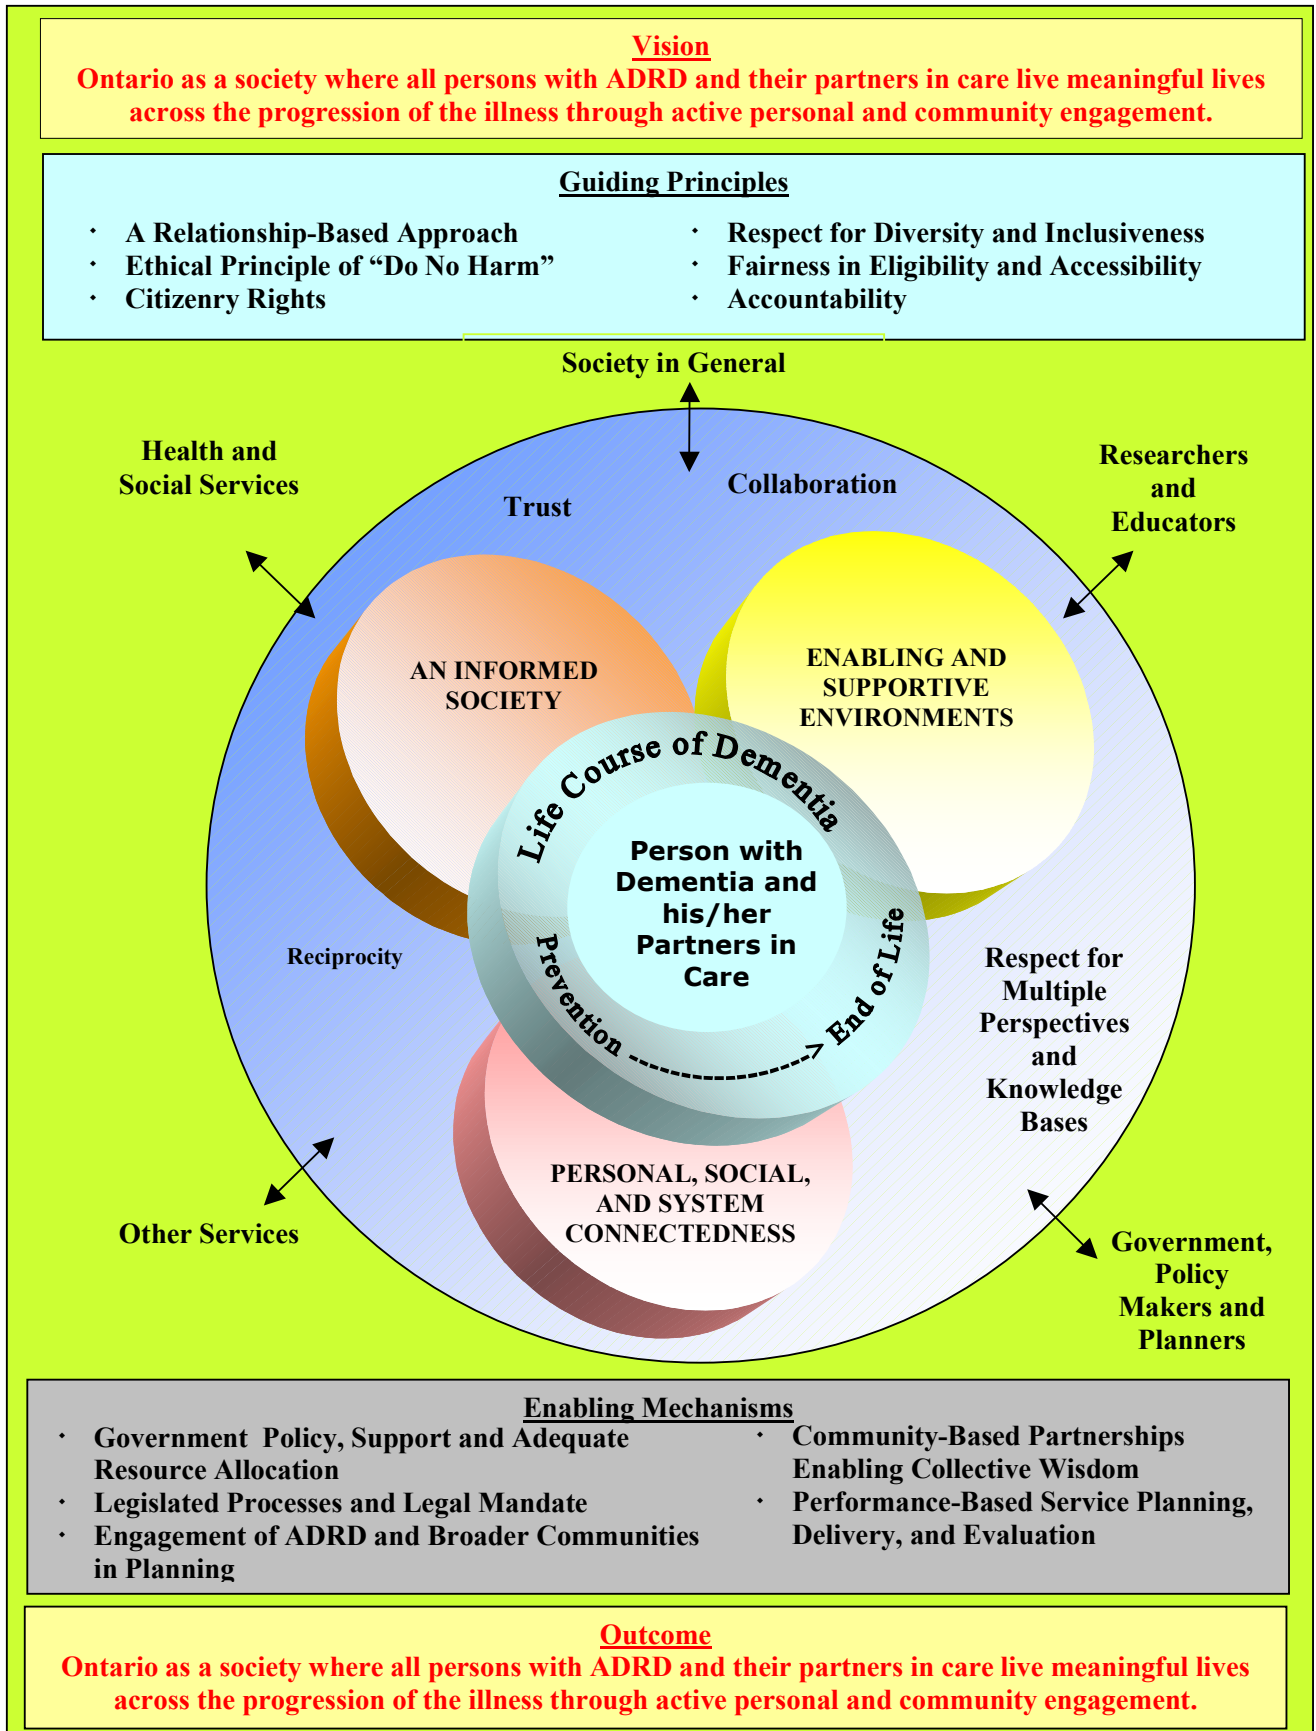 Vision
Ontario as a society where all persons with ADRD and their partners in care live meaningful lives
across the progression of the illness through active personal and community engagement.
Guiding Principles
· A Relationship-Based Approach
· Ethical Principle of “Do No Harm”
· Citizenry Rights
· Respect for Diversity and Inclusiveness
· Fairness in Eligibility and Accessibility
· Accountability
Society in General
Health and
Social Services
Researchers
and
Educators
Trust
Collaboration
AN INFORMED
SOCIETY
ENABLING AND
SUPPORTIVE
ENVIRONMENTS
Life Course of Dementia
Person with
Dementia and
his/her
Partners in
Care
Prevention
End of Life
Reciprocity
Respect for
Multiple
Perspectives
and
Knowledge
Bases
PERSONAL, SOCIAL,
AND SYSTEM
CONNECTEDNESS
Other Services
Government,
Policy
Makers and
Planners
Enabling Mechanisms
· Government Policy, Support and Adequate
Resource Allocation
· Legislated Processes and Legal Mandate
· Engagement of ADRD and Broader Communities
in Planning
· Community-Based Partnerships
Enabling Collective Wisdom
· Performance-Based Service Planning,
Delivery, and Evaluation
Outcome
Ontario as a society where all persons with ADRD and their partners in care live meaningful lives
across the progression of the illness through active personal and community engagement.